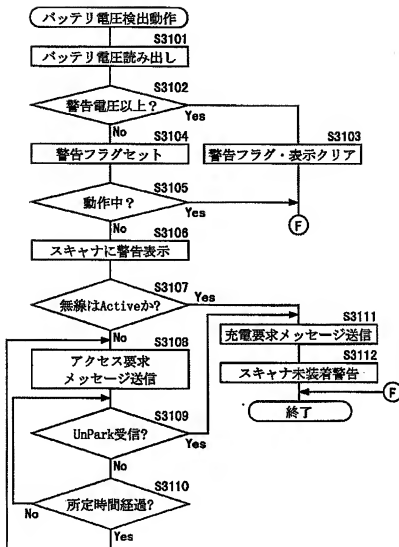 バッテリ電圧検出動作
S3101
バッテリ電圧読み出し
S3102
警告電圧以上？
Yes
No
S3104
警告フラグセット
S3103
警告フラグ・表示クリア
S3105
動作中？
Yes
F
No
S3106
スキャナに警告表示
S3107
無線はActiveか？
Yes
No
S3108
アクセス要求
メッセージ送信
S3111
充電要求メッセージ送信
S3112
スキャナ未装着警告
F
終了
S3109
UnPark受信？
Yes
No
S3110
所定時間経過？
No
Yes